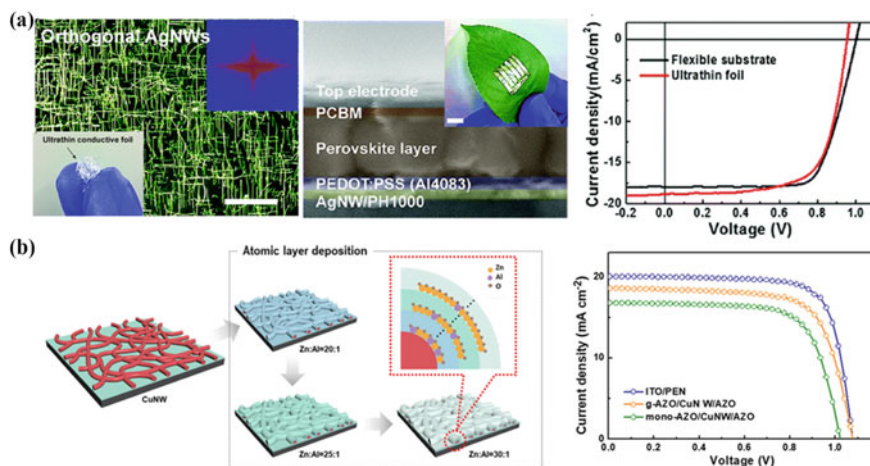 (a)
Orthogonal AgNWs
Ultrathin conductive foil
Top electrode
PCBM
Perovskite layer
PEDOT:PSS (Al4083)
AgNW/PH1000
Current density(mA/cm²)
0
-5
-10
-15
-20
Flexible substrate
Ultrathin foil
-0.2 0.0 0.2 0.4 0.6 0.8 1.0
Voltage (V)
(b)
Atomic layer deposition
CuNW
Zn:Al=20:1
Zn:Al=25:1
Zn:Al=30:1
Zn
Al
O
Current density (mA cm⁻²)
20
10
0
ITO/PEN
g-AZO/CuN W/AZO
mono-AZO/CuNW/AZO
0.0 0.2 0.4 0.6 0.8 1.0
Voltage (V)